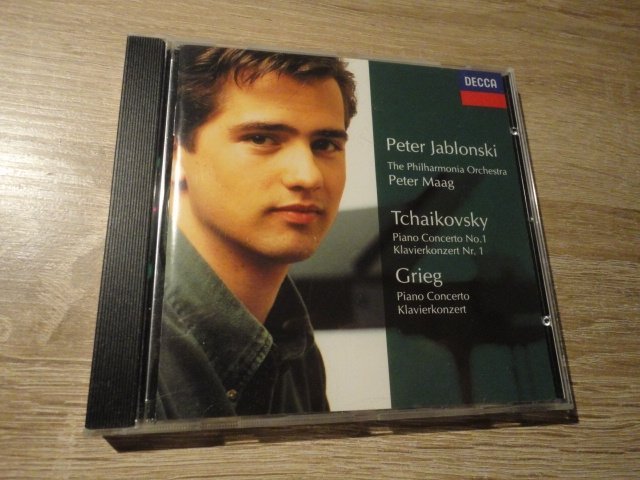 DECCA
Peter Jablonski
The Philharmonia Orchestra
Peter Maag
Tchaikovsky
Piano Concerto No.1
Klavierkonzert Nr. 1
Grieg
Piano Concerto
Klavierkonzert